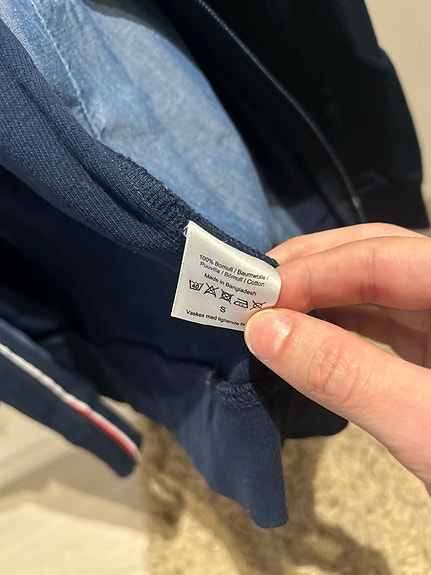 100% Bomull / Baumwolle /
Puuvilla / Bómull / Cotton
Made in Bangladesh
S
Vaskes med lignende